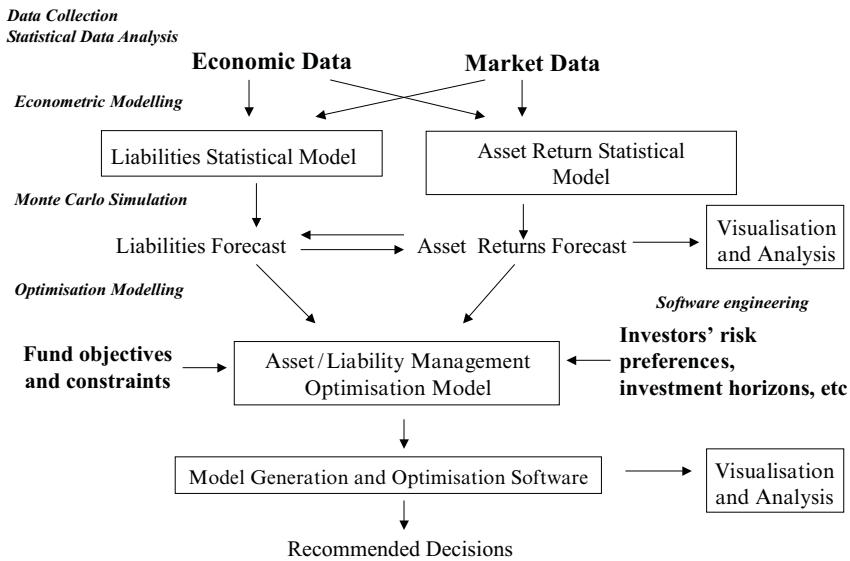 Data Collection
Statistical Data Analysis
Economic Data
Market Data
Econometric Modelling
Liabilities Statistical Model
Asset Return Statistical
Model
Monte Carlo Simulation
Liabilities Forecast
Asset Returns Forecast
Visualisation
and Analysis
Optimisation Modelling
Software engineering
Fund objectives
and constraints
Asset/Liability Management
Optimisation Model
Investors' risk
preferences,
investment horizons, etc
Model Generation and Optimisation Software
Visualisation
and Analysis
Recommended Decisions